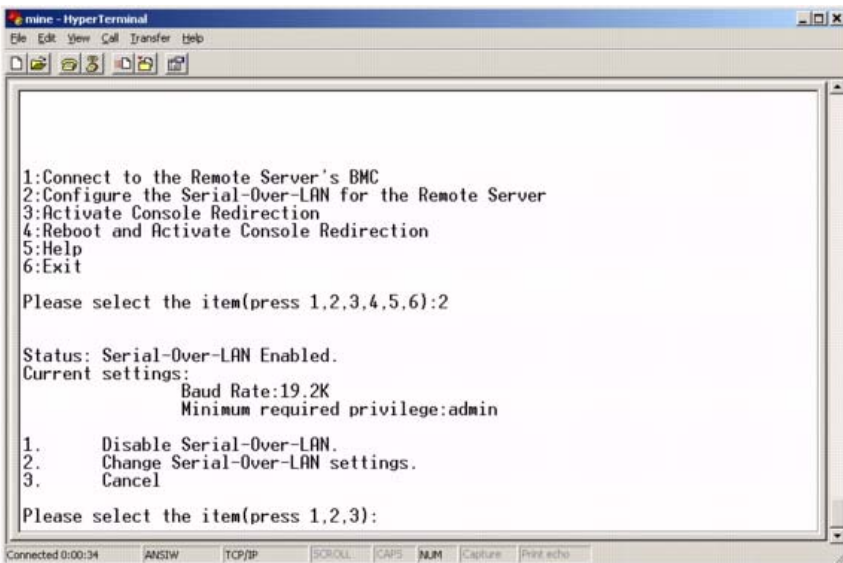 mine - HyperTerminal
File Edit View Call Transfer Help
1:Connect to the Remote Server's BMC
2:Configure the Serial-Over-LAN for the Remote Server
3:Activate Console Redirection
4:Reboot and Activate Console Redirection
5:Help
6:Exit
Please select the item(press 1,2,3,4,5,6):2
Status: Serial-Over-LAN Enabled.
Current settings:
Baud Rate:19.2K
Minimum required privilege:admin
1. Disable Serial-Over-LAN.
2. Change Serial-Over-LAN settings.
3. Cancel
Please select the item(press 1,2,3):
Connected 0:00:34 ANSIW TCP/IP SCROLL CAPS NUM Capture Print echo